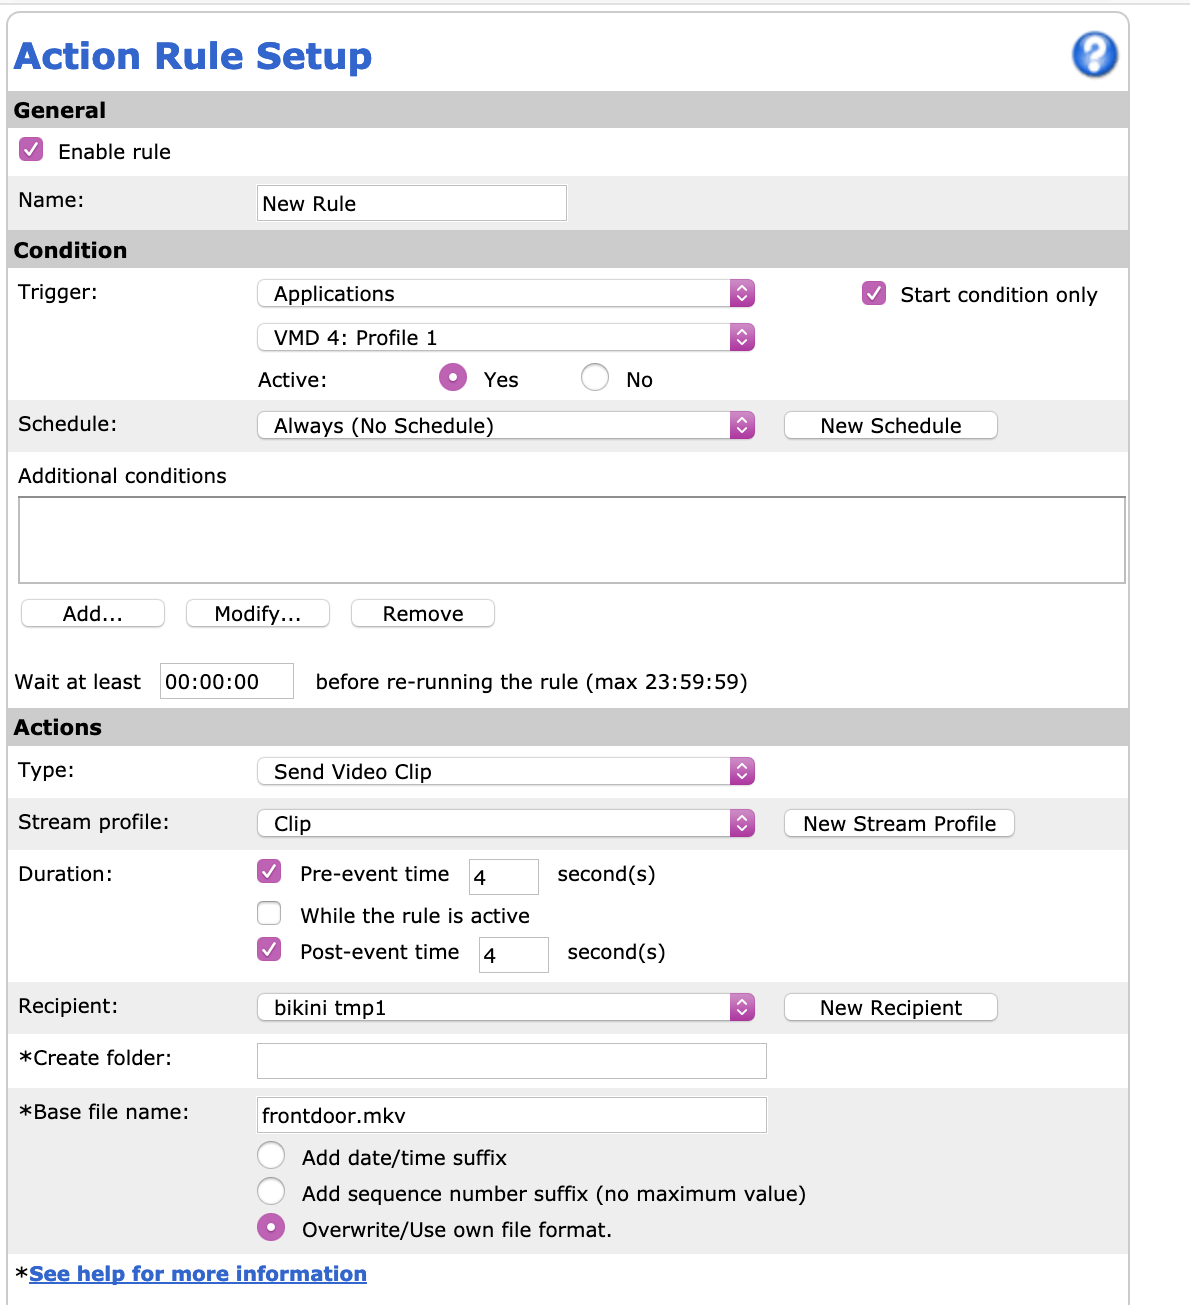 Action Rule Setup
?
General
Enable rule
Name: New Rule
Condition
Trigger: Applications Start condition only
VMD 4: Profile 1
Active: Yes No
Schedule: Always (No Schedule) New Schedule
Additional conditions
Add... Modify... Remove
Wait at least 00:00:00 before re-running the rule (max 23:59:59)
Actions
Type: Send Video Clip
Stream profile: Clip New Stream Profile
Duration: Pre-event time 4 second(s)
While the rule is active
Post-event time 4 second(s)
Recipient: bikini tmp1 New Recipient
*Create folder:
*Base file name: frontdoor.mkv
Add date/time suffix
Add sequence number suffix (no maximum value)
Overwrite/Use own file format.
*See help for more information